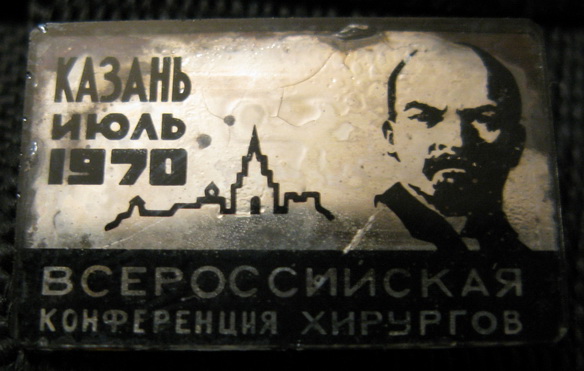 КАЗАНЬ
ИЮЛЬ
1970
ВСЕРОССИЙСКАЯ
КОНФЕРЕНЦИЯ ХИРУРГОВ